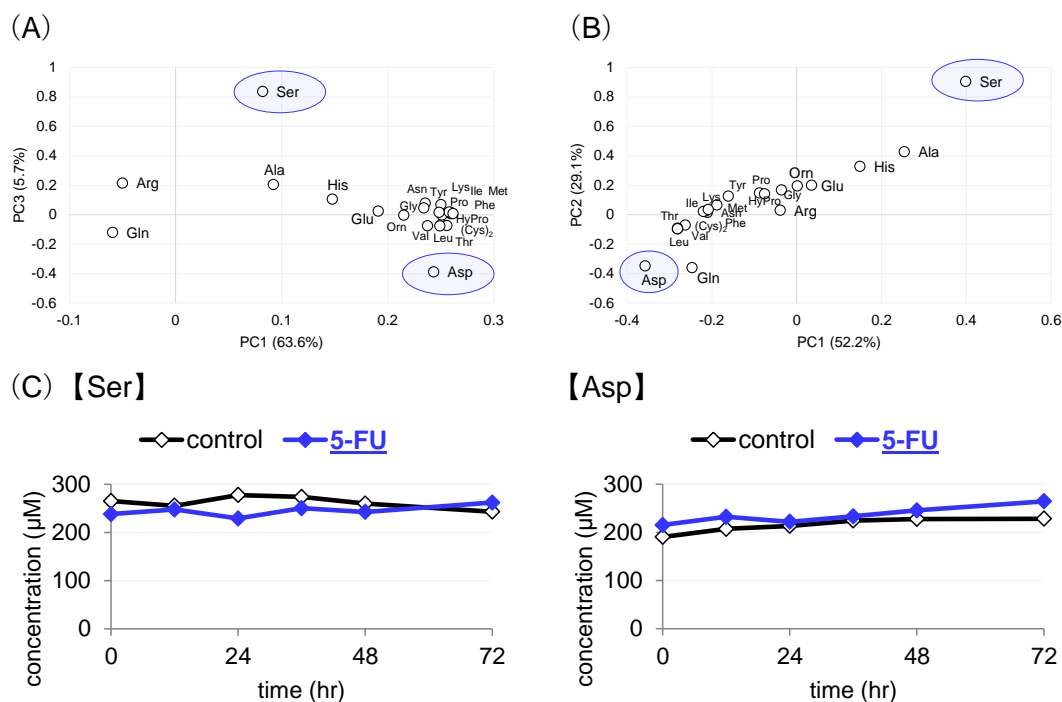 (A)
1
0.8
0.6
0.4
0.2
0
-0.2
-0.4
-0.6
-0.1
0
0.1
0.2
0.3
PC3 (5.7%)
PC1 (63.6%)
Ser
Arg
Ala
His
Gln
Glu
Gly
Orn
Asn
Tyr
Lys
Ile
Met
Pro
Phe
HyPro
(Cys)₂
Val
Leu
Thr
Asp
(B)
1
0.8
0.6
0.4
0.2
0
-0.2
-0.4
-0.6
-0.4
-0.2
0
0.2
0.4
0.6
PC2 (29.1%)
PC1 (52.2%)
Ser
Ala
His
Orn
Glu
Pro
Gly
Tyr
HyPro
Arg
Lys
Ile
Met
Asn
Thr
(Cys)₂
Phe
Leu
Val
Asp
Gln
(C)【Ser】
control
5-FU
300
200
100
0
0
24
48
72
concentration (μM)
time (hr)
【Asp】
control
5-FU
300
200
100
0
0
24
48
72
concentration (μM)
time (hr)